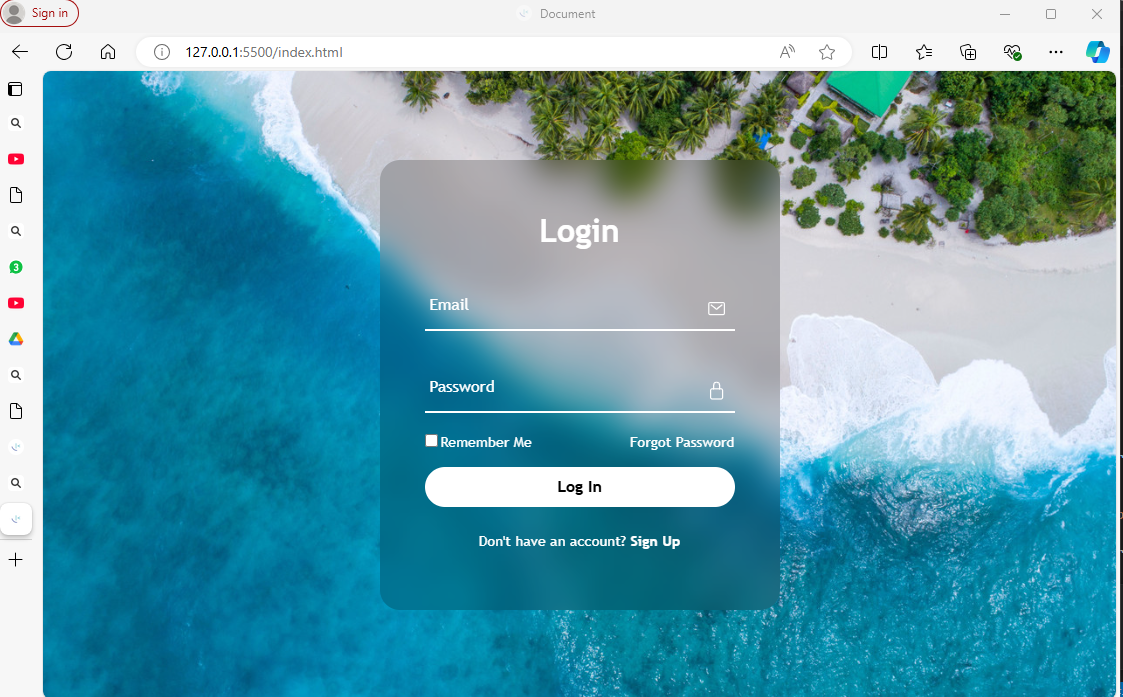 Sign in
Document
127.0.0.1:5500/index.html
A
3
Login
Email
Password
Remember Me
Forgot Password
Log In
Don't have an account? Sign Up